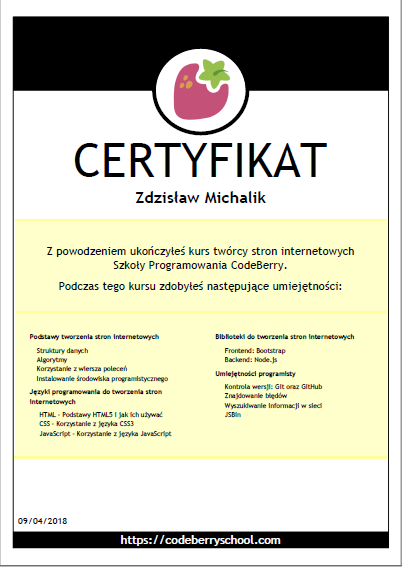 CERTYFIKAT
Zdzisław Michalik
Z powodzeniem ukończyłeś kurs twórcy stron internetowych
Szkoły Programowania CodeBerry.
Podczas tego kursu zdobyłeś następujące umiejętności:
Podstawy tworzenia stron internetowych
Struktury danych
Algorytmy
Korzystanie z wiersza poleceń
Instalowanie środowiska programistycznego
Języki programowania do tworzenia stron
internetowych
HTML - Podstawy HTML5 i jak ich używać
CSS - Korzystanie z języka CSS3
JavaScript - Korzystanie z języka JavaScript
Biblioteki do tworzenia stron internetowych
Frontend: Bootstrap
Backend: Node.js
Umiejętności programisty
Kontrola wersji: Git oraz GitHub
Znajdowanie błędów
Wyszukiwanie informacji w sieci
JSBin
09/04/2018
https://codeberryschool.com